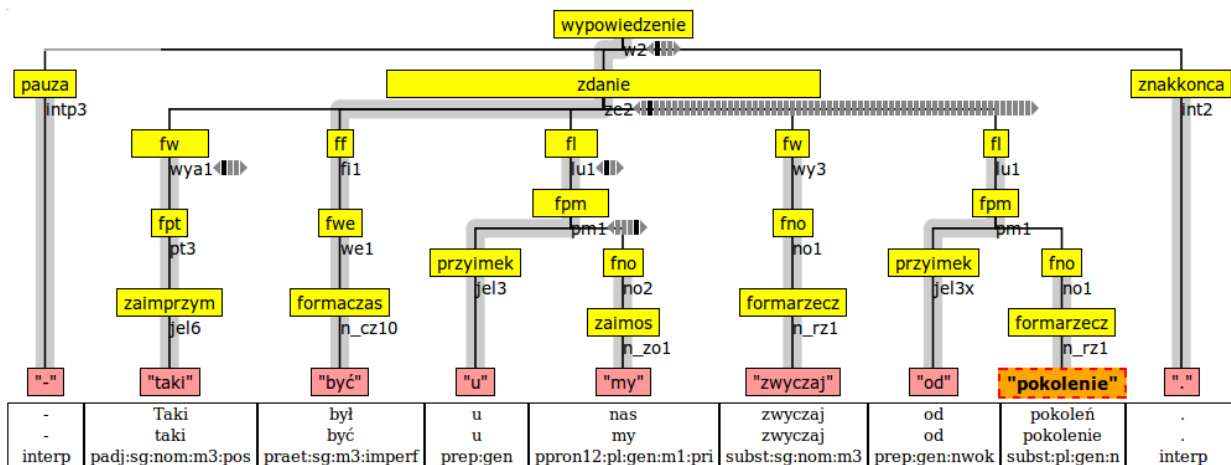 wypowiedzenie
w2
pauza zdanie znakkonca
intp3 ze2 int2
fw ff fl fw fl
wya1 fi1 lu1 wy3 lu1
fpt fwe fpm fno fpm
pt3 we1 pm1 no1 pm1
zaimprzym formaczas przyimek fno formarzecz przyimek fno
jel6 n_cz10 jel3 no2 n_rz1 jel3x no1
zaimos formarzecz
n_zo1 n_rz1
"-" "taki" "być" "u" "my" "zwyczaj" "od" "pokolenie" "."
- Taki był u nas zwyczaj od pokoleń .
- taki być u my zwyczaj od pokolenie .
interp padj:sg:nom:m3:pos praet:sg:m3:imperf prep:gen ppron12:pl:gen:m1:pri subst:sg:nom:m3 prep:gen:nwok subst:pl:gen:n interp